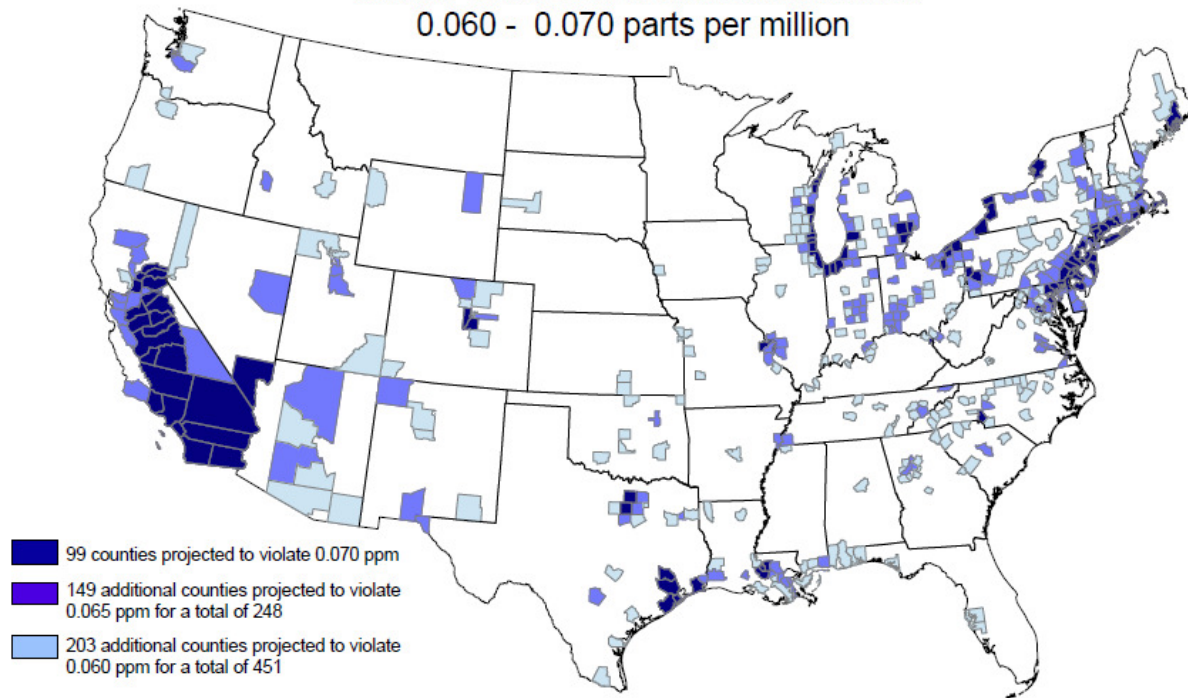 0.060 - 0.070 parts per million
99 counties projected to violate 0.070 ppm
149 additional counties projected to violate
0.065 ppm for a total of 248
203 additional counties projected to violate
0.060 ppm for a total of 451